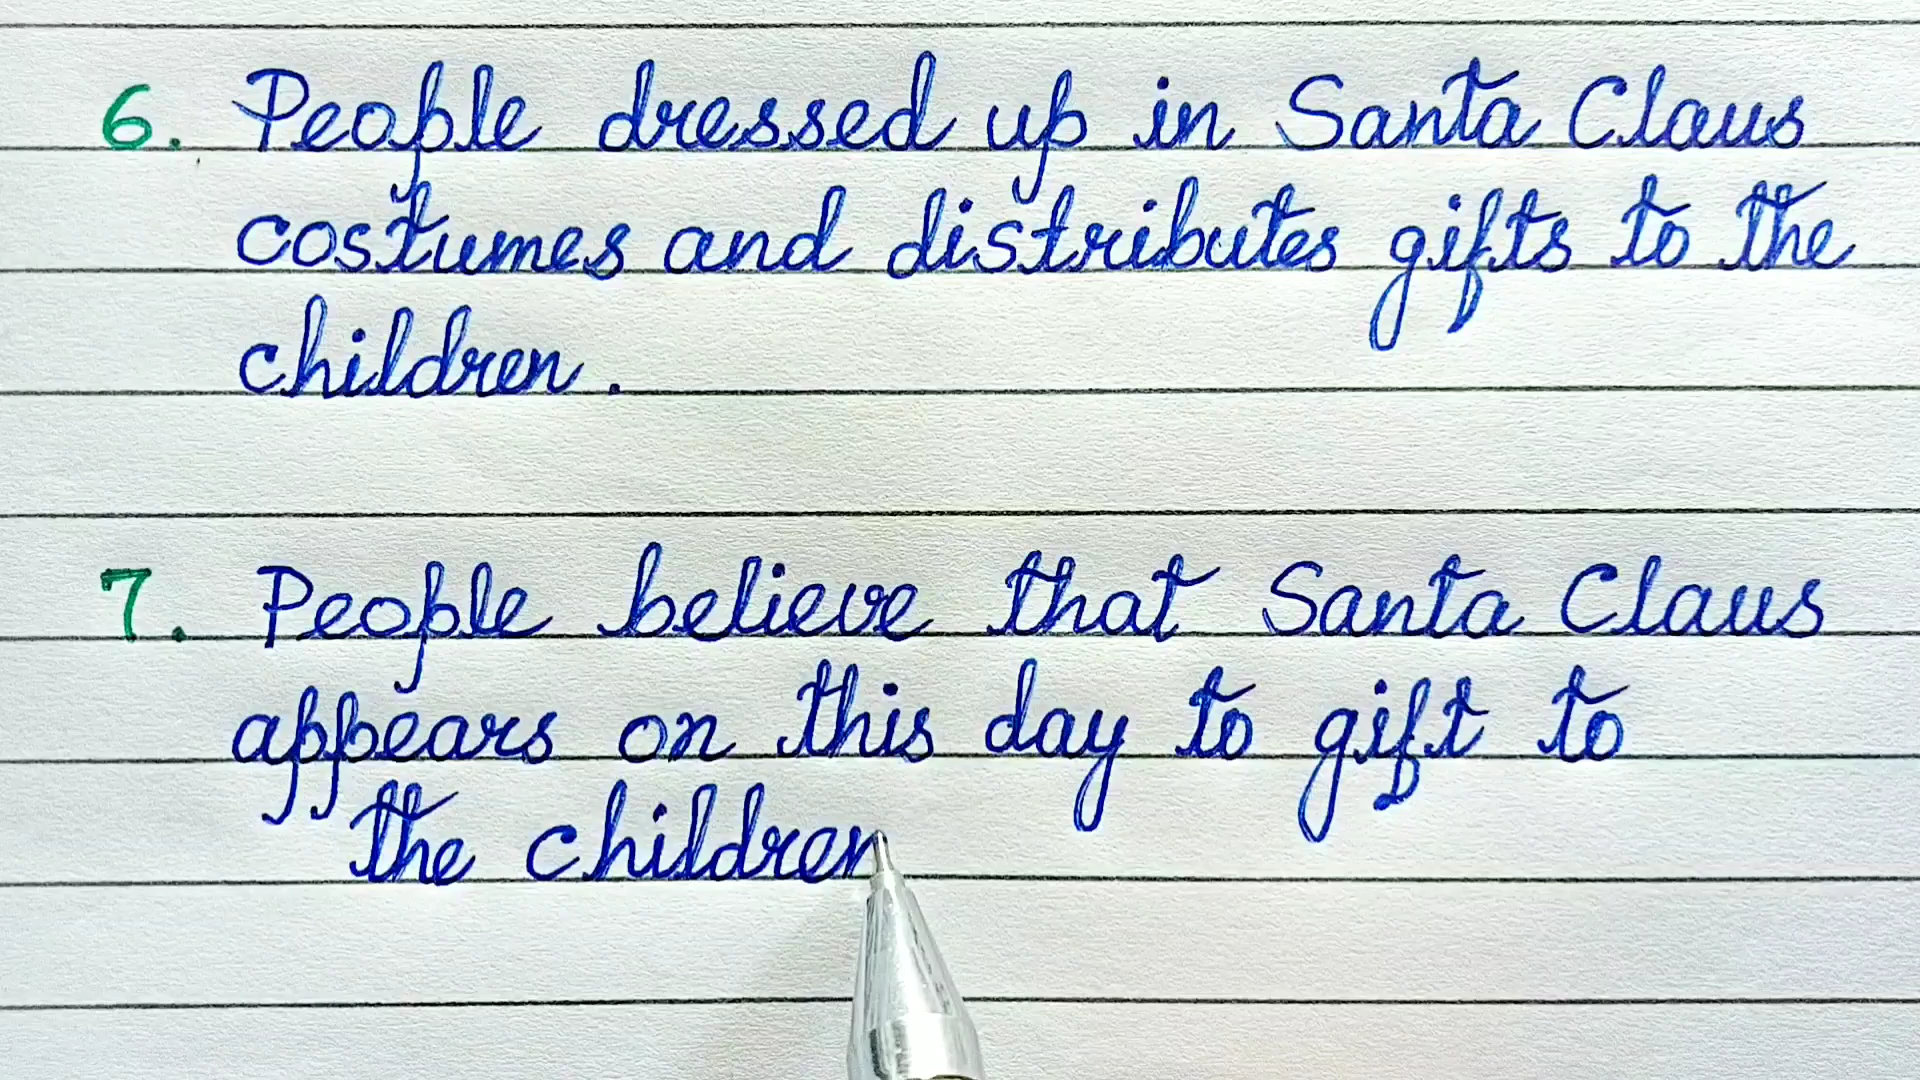 6. People dressed up in Santa Claus
costumes and distributes gifts to the
children.
7. People believe that Santa Claus
appears on this day to gift to
the children